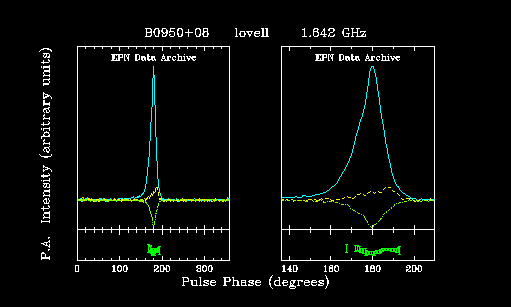 B0950+08 lovell 1.642 GHz
EPN Data Archive EPN Data Archive
P.A. Intensity (arbitrary units)
0 100 200 300 140 160 180 200
Pulse Phase (degrees)